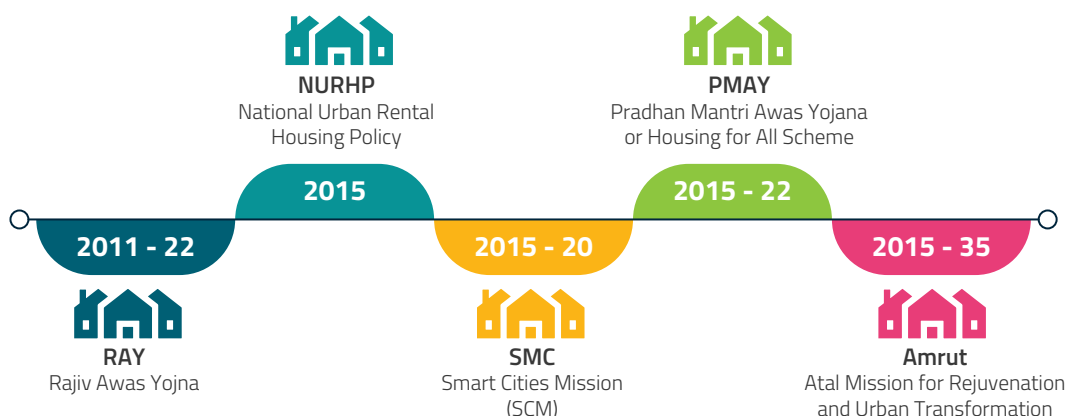 NURHP
National Urban Rental
Housing Policy
2015
PMAY
Pradhan Mantri Awas Yojana
or Housing for All Scheme
2015 - 22
2011 - 22
RAY
Rajiv Awas Yojna
2015 - 20
SMC
Smart Cities Mission
(SCM)
2015 - 35
Amrut
Atal Mission for Rejuvenation
and Urban Transformation